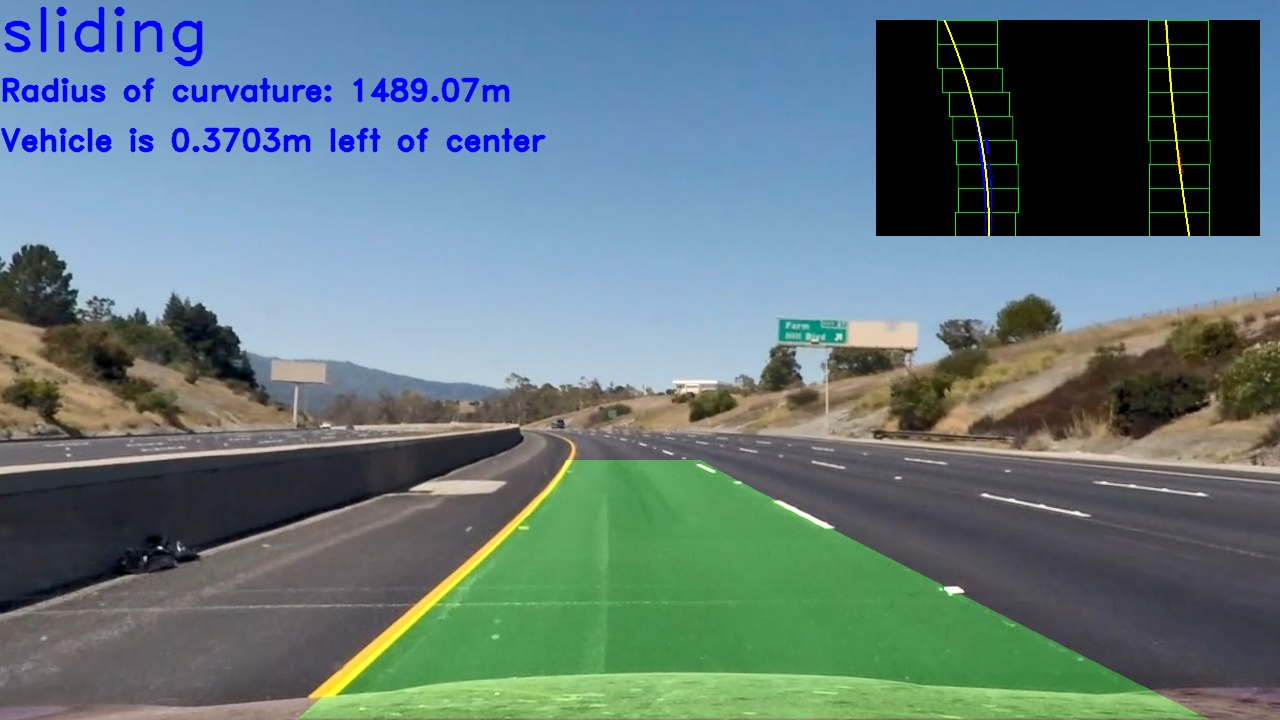 sliding
Radius of curvature: 1489.07m
Vehicle is 0.3703m left of center
Farm
Hill Blvd